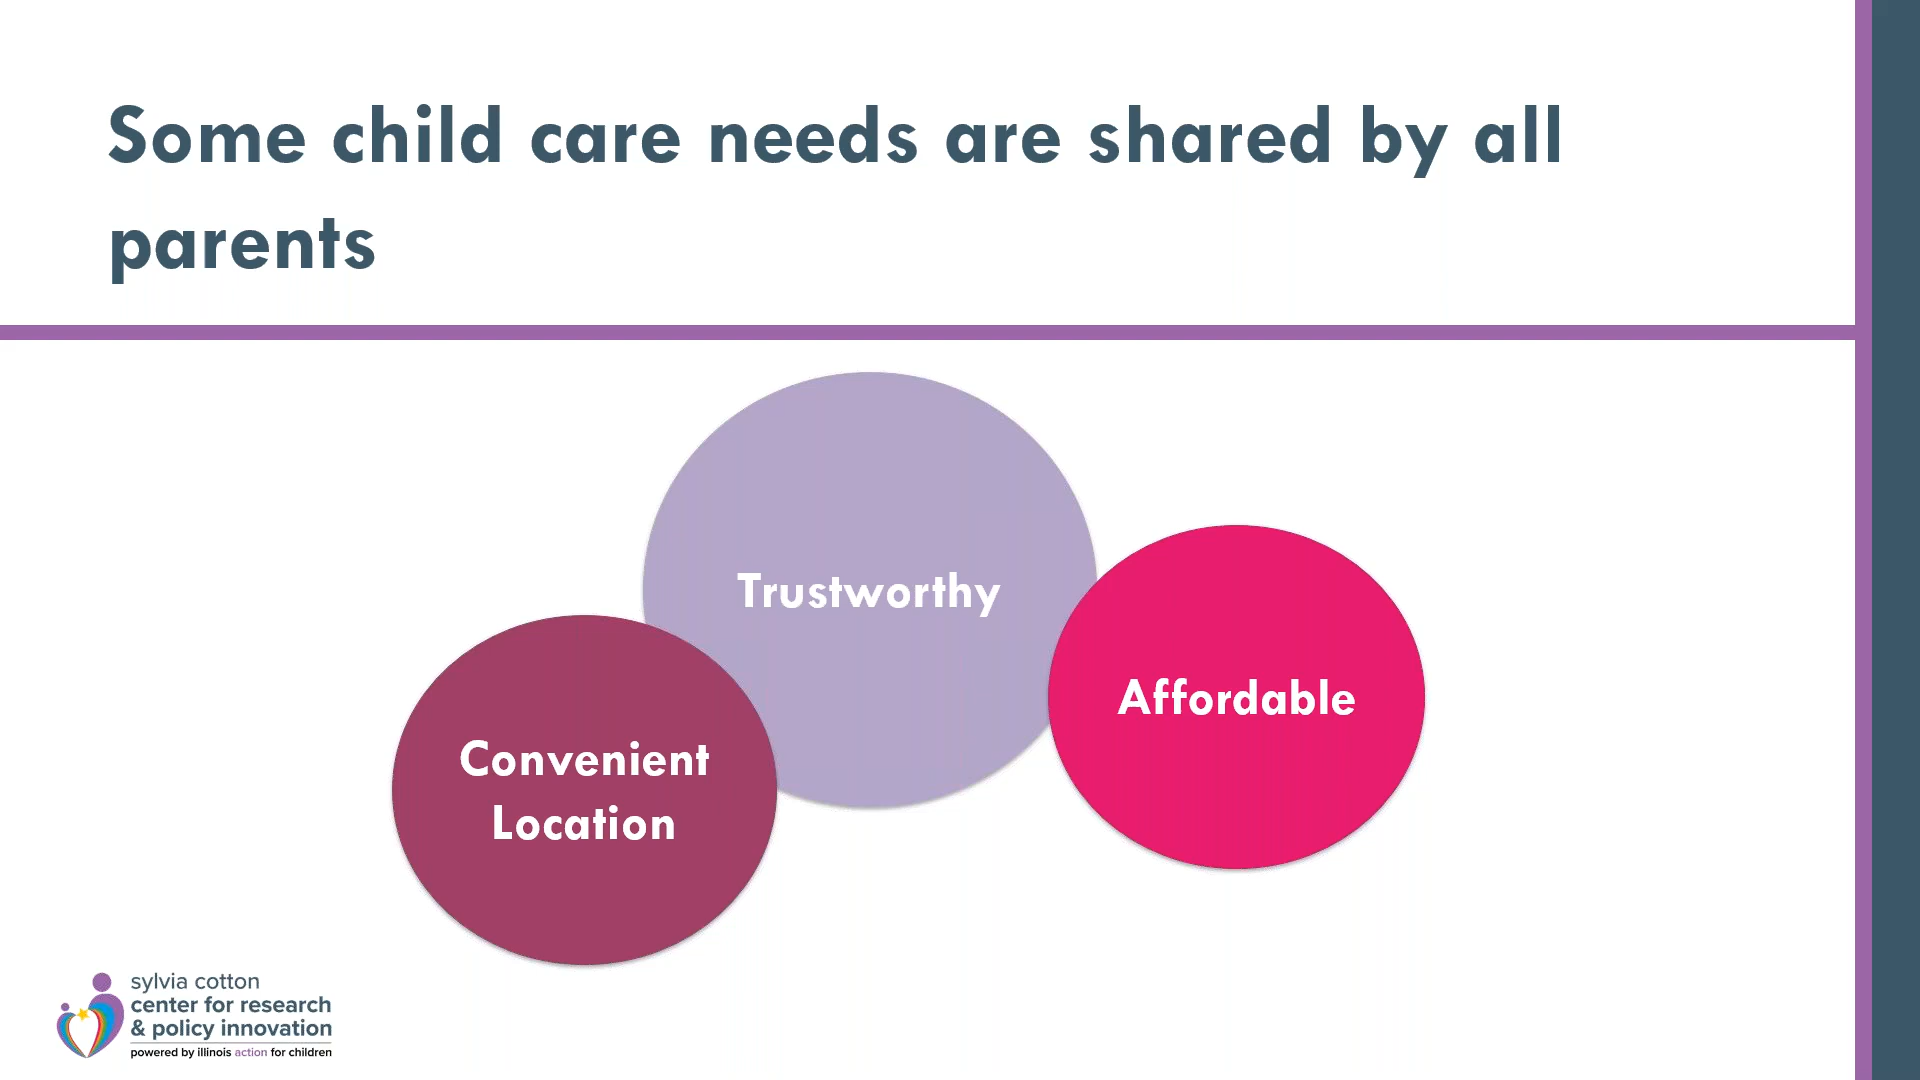 Some child care needs are shared by all
parents
Trustworthy
Affordable
Convenient
Location
sylvia cotton
center for research
& policy innovation
powered by illinois action for children